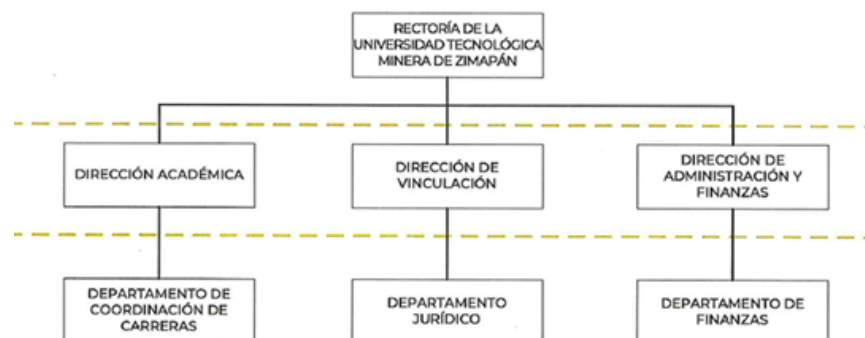 RECTORÍA DE LA
UNIVERSIDAD TECNOLÓGICA
MINERA DE ZIMAPÁN
DIRECCIÓN ACADÉMICA
DIRECCIÓN DE
VINCULACIÓN
DIRECCIÓN DE
ADMINISTRACIÓN Y
FINANZAS
DEPARTAMENTO DE
COORDINACIÓN DE
CARRERAS
DEPARTAMENTO
JURÍDICO
DEPARTAMENTO DE
FINANZAS